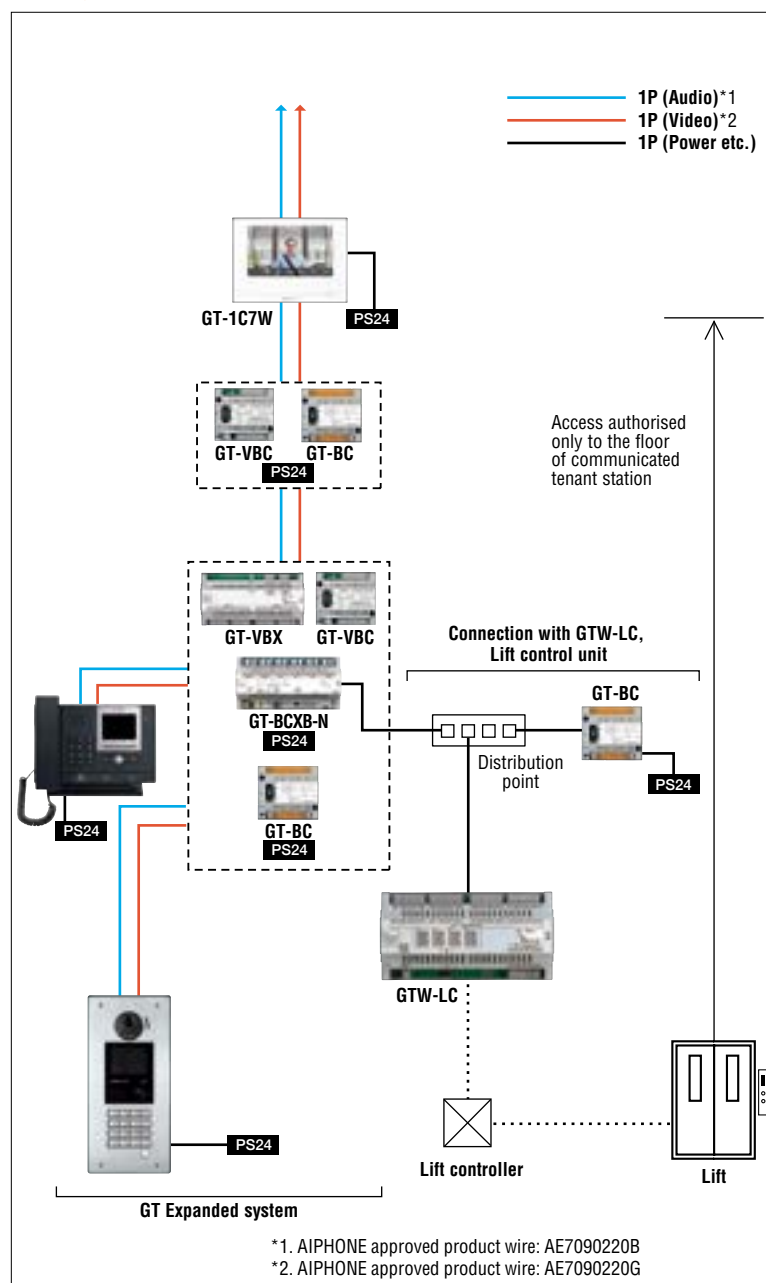 1P (Audio)*1
1P (Video)*2
1P (Power etc.)
GT-1C7W
PS24
GT-VBC
GT-BC
PS24
Access authorised
only to the floor
of communicated
tenant station
GT-VBX
GT-VBC
Connection with GTW-LC,
Lift control unit
GT-BC
GT-BCXB-N
PS24
Distribution
point
PS24
PS24
GT-BC
PS24
GTW-LC
PS24
Lift controller
Lift
GT Expanded system
*1. AIPHONE approved product wire: AE7090220B
*2. AIPHONE approved product wire: AE7090220G